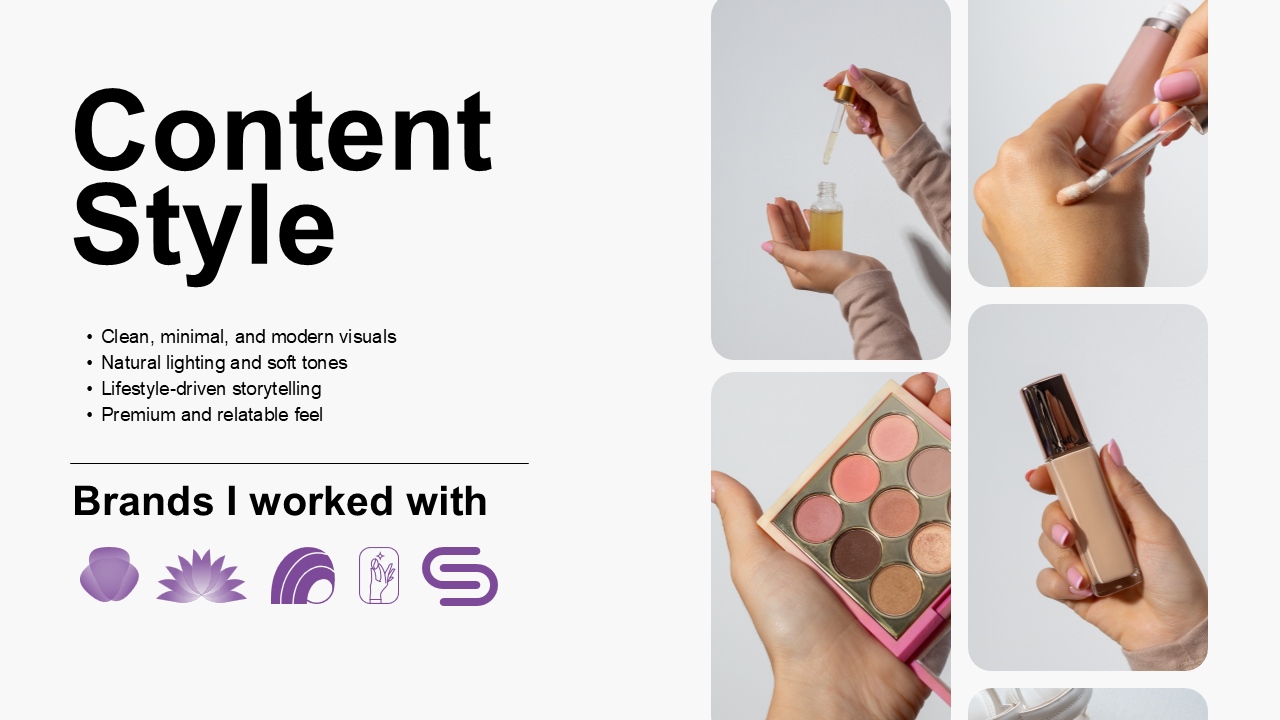 Content
Style
• Clean, minimal, and modern visuals
• Natural lighting and soft tones
• Lifestyle-driven storytelling
• Premium and relatable feel
Brands I worked with